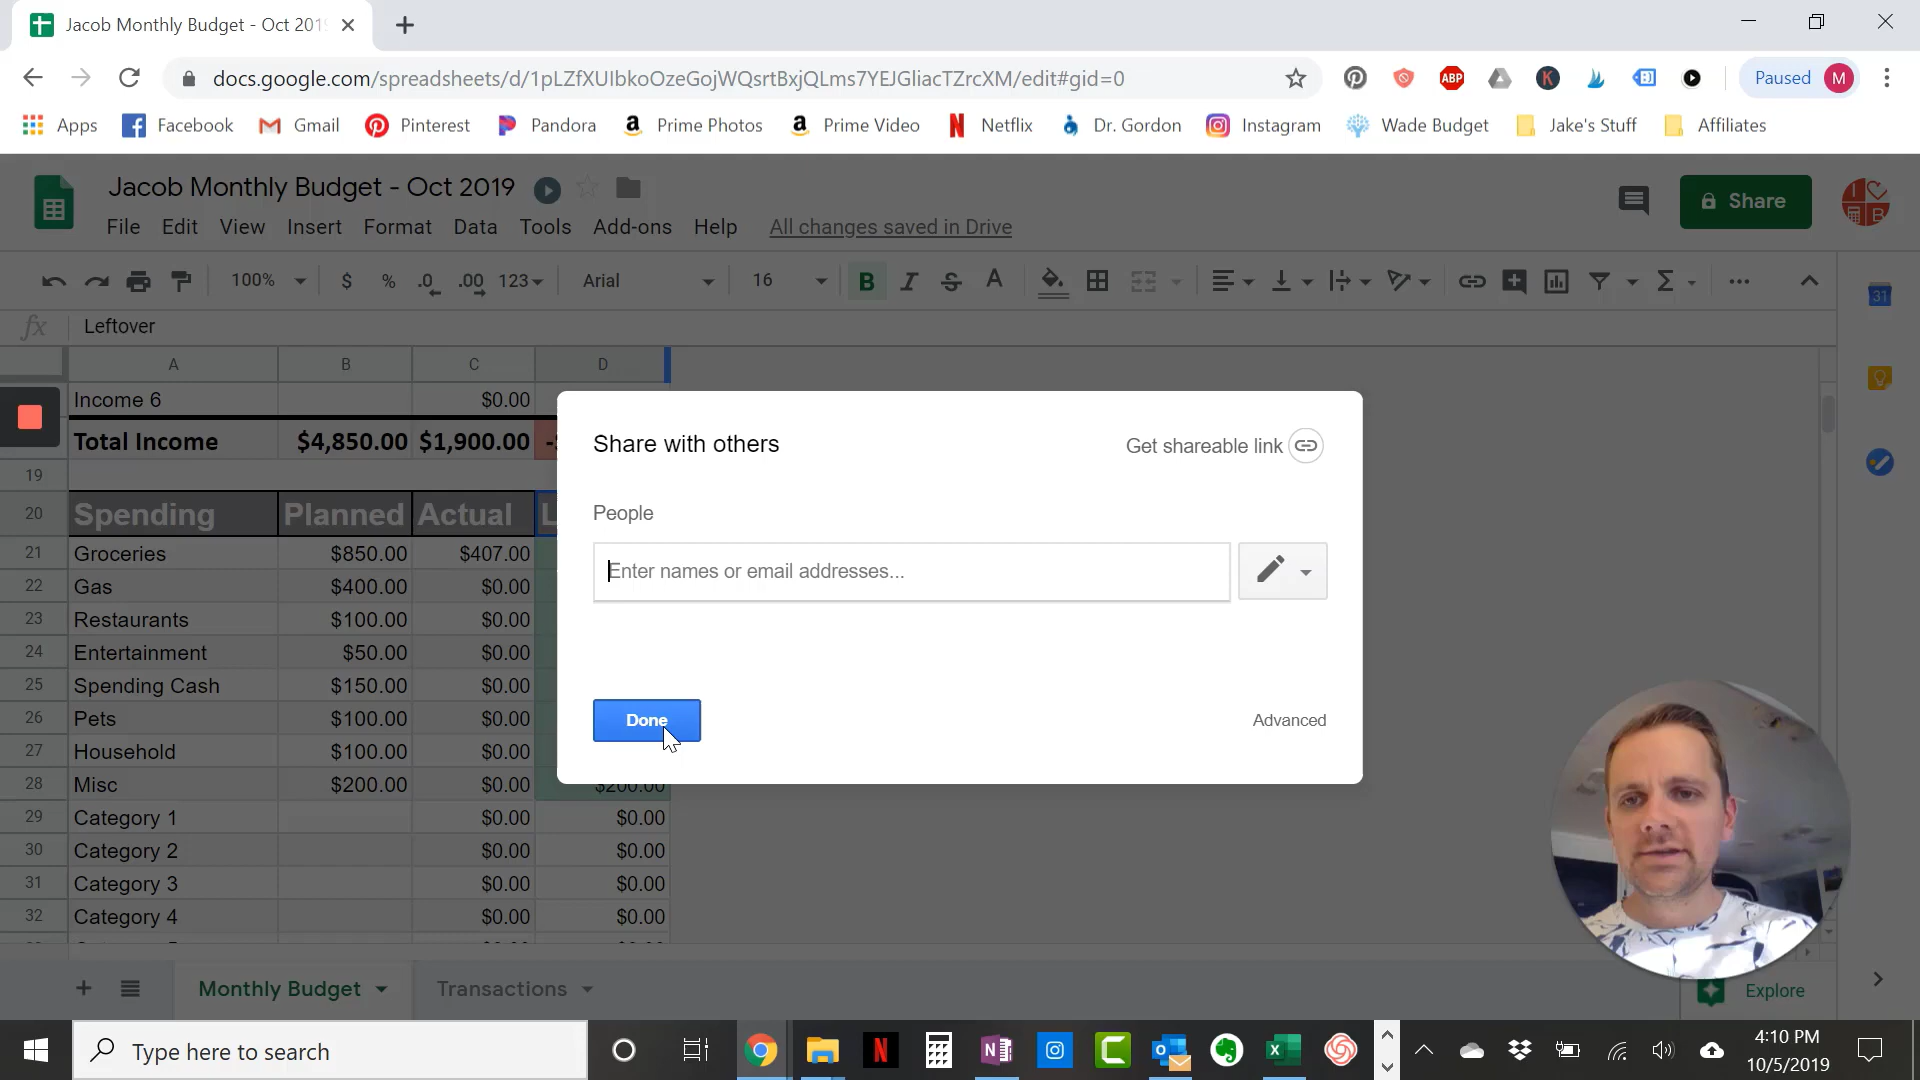 Jacob Monthly Budget - Oct 201
docs.google.com/spreadsheets/d/1pLZfXUIbkoOzeGojWQsrtBxjQLms7YEJGliacTZrcXM/edit#gid=0
ABP
K
Paused M
Apps Facebook Gmail Pinterest Pandora Prime Photos Prime Video Netflix Dr. Gordon Instagram Wade Budget Jake's Stuff Affiliates
Jacob Monthly Budget - Oct 2019
Share
File Edit View Insert Format Data Tools Add-ons Help All changes saved in Drive
100% $ % .0 .00 123 Arial 16 B I S A
31
fx Leftover
A B C D
Income 6 $0.00
Total Income $4,850.00 $1,900.00 -
19
20 Spending Planned Actual L
21 Groceries $850.00 $407.00
22 Gas $400.00 $0.00
23 Restaurants $100.00 $0.00
24 Entertainment $50.00 $0.00
25 Spending Cash $150.00 $0.00
26 Pets $100.00 $0.00
27 Household $100.00 $0.00
28 Misc $200.00 $0.00 $200.00
29 Category 1 $0.00 $0.00
30 Category 2 $0.00 $0.00
31 Category 3 $0.00 $0.00
32 Category 4 $0.00 $0.00
Share with others
Get shareable link
People
Enter names or email addresses...
Done
Advanced
Monthly Budget Transactions
Explore
Type here to search
4:10 PM
10/5/2019